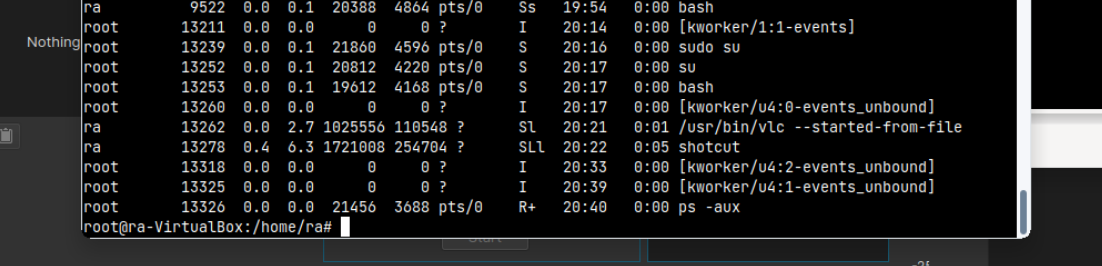 ra 9522 0.0 0.1 20388 4864 pts/0 Ss 19:54 0:00 bash
Nothing
root 13211 0.0 0.0 0 0 ? I 20:14 0:00 [kworker/1:1-events]
root 13239 0.0 0.1 21860 4596 pts/0 S 20:16 0:00 sudo su
root 13252 0.0 0.1 20812 4220 pts/0 S 20:17 0:00 su
root 13253 0.0 0.1 19612 4168 pts/0 S 20:17 0:00 bash
root 13260 0.0 0.0 0 0 ? I 20:17 0:00 [kworker/u4:0-events_unbound]
ra 13262 0.0 2.7 1025556 110548 ? Sl 20:21 0:01 /usr/bin/vlc --started-from-file
ra 13278 0.4 6.3 1721008 254704 ? SLl 20:22 0:05 shotcut
root 13318 0.0 0.0 0 0 ? I 20:33 0:00 [kworker/u4:2-events_unbound]
root 13325 0.0 0.0 0 0 ? I 20:39 0:00 [kworker/u4:1-events_unbound]
root 13326 0.0 0.0 21456 3688 pts/0 R+ 20:40 0:00 ps -aux
root@ra-VirtualBox:/home/ra#
Start